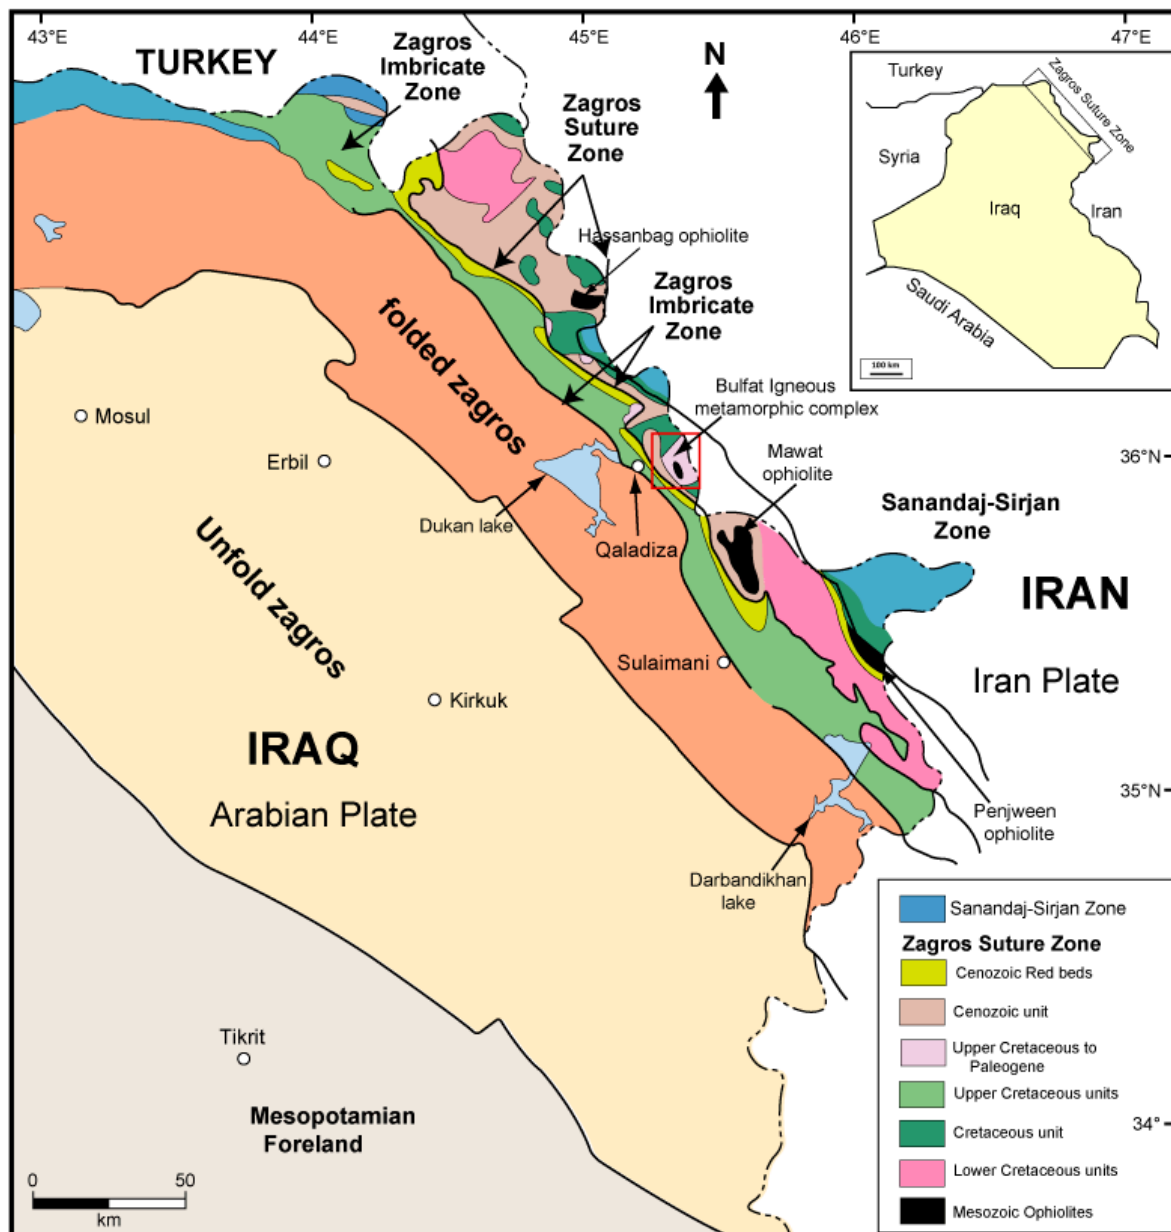 43°E
44°E
45°E
46°E
47°E
TURKEY
Zagros
Imbricate
Zone
N
Zagros
Suture
Zone
Turkey
Zagros Suture Zone
Syria
Iraq
Iran
Saudi Arabia
100 km
Hassanbag ophiolite
Zagros
Imbricate
Zone
folded zagros
Bulfat Igneous
metamorphic complex
Mosul
Erbil
Mawat
ophiolite
36°N
Dukan lake
Qaladiza
Sanandaj-Sirjan
Zone
Unfold zagros
IRAN
Sulaimani
Iran Plate
Kirkuk
IRAQ
Arabian Plate
35°N
Penjween
ophiolite
Darbandikhan
lake
Tikrit
Mesopotamian
Foreland
34°
0
50
km
Sanandaj-Sirjan Zone
Zagros Suture Zone
Cenozoic Red beds
Cenozoic unit
Upper Cretaceous to
Paleogene
Upper Cretaceous units
Cretaceous unit
Lower Cretaceous units
Mesozoic Ophiolites